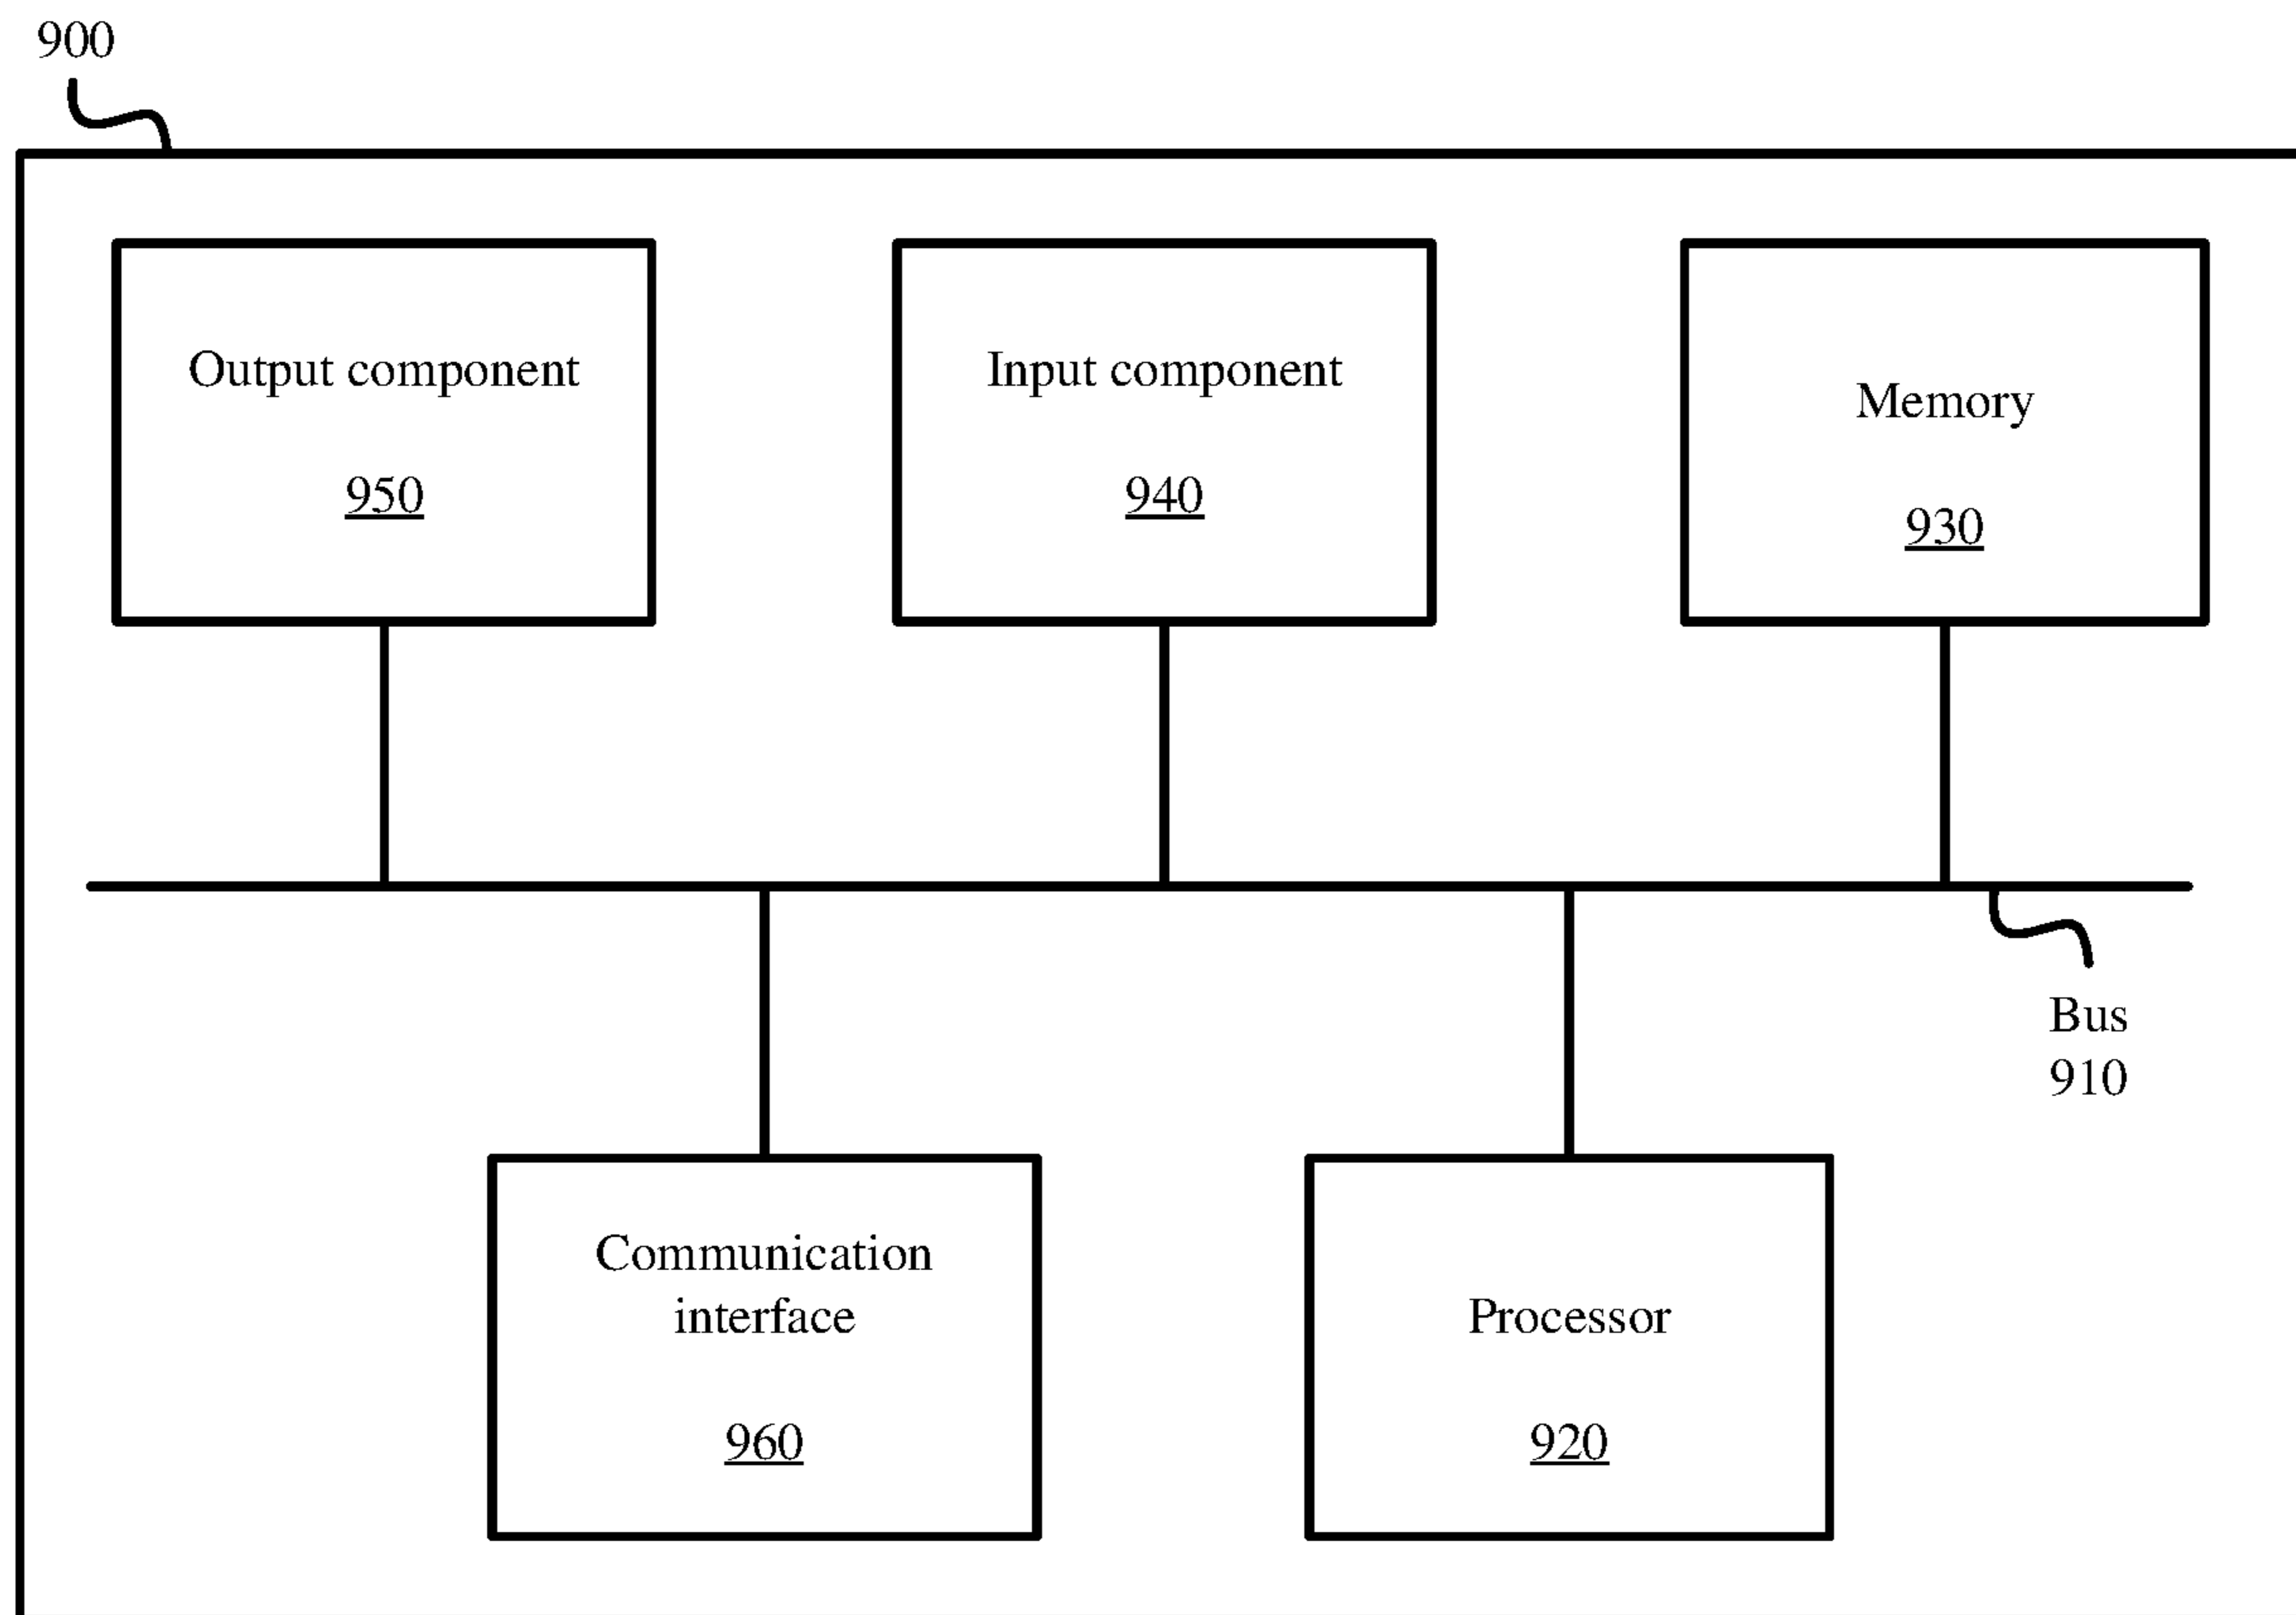 900
Output component
950
Input component
940
Memory
930
Bus
910
Communication
interface
960
Processor
920